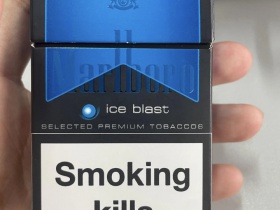 Marlboro
ice blast
SELECTED PREMIUM TOBACCOS
Smoking
kills